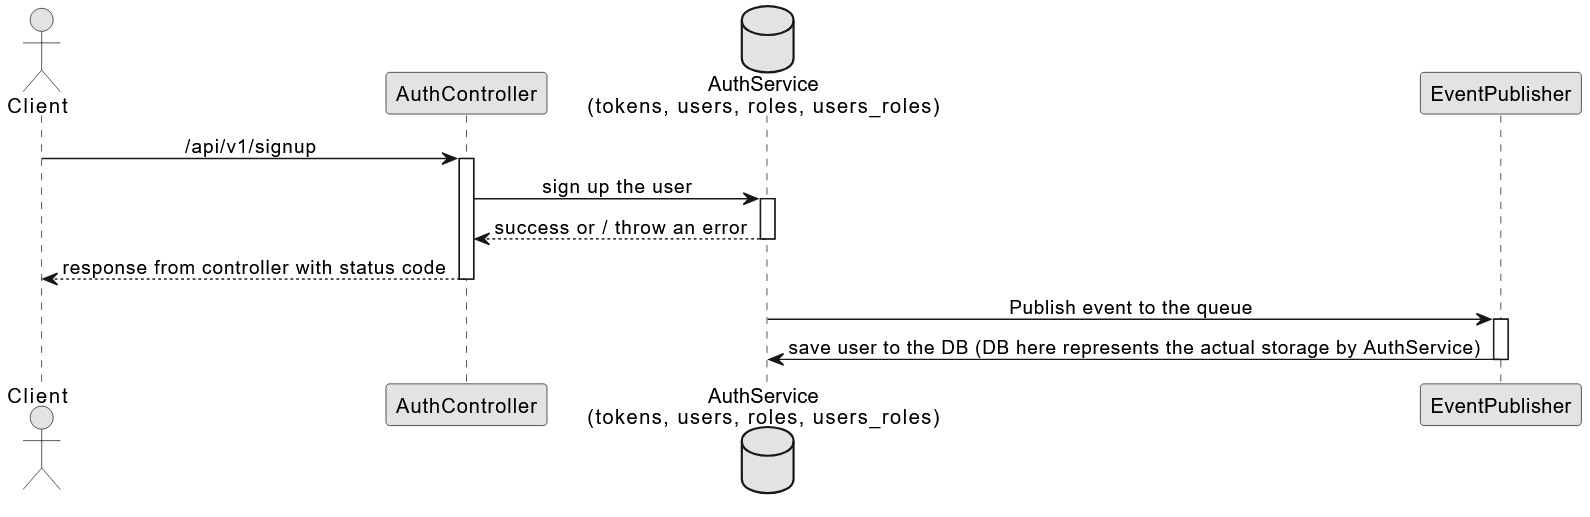 Client
AuthController
AuthService
(tokens, users, roles, users_roles)
EventPublisher
/api/v1/signup
sign up the user
success or / throw an error
response from controller with status code
Publish event to the queue
save user to the DB (DB here represents the actual storage by AuthService)
Client
AuthController
AuthService
(tokens, users, roles, users_roles)
EventPublisher